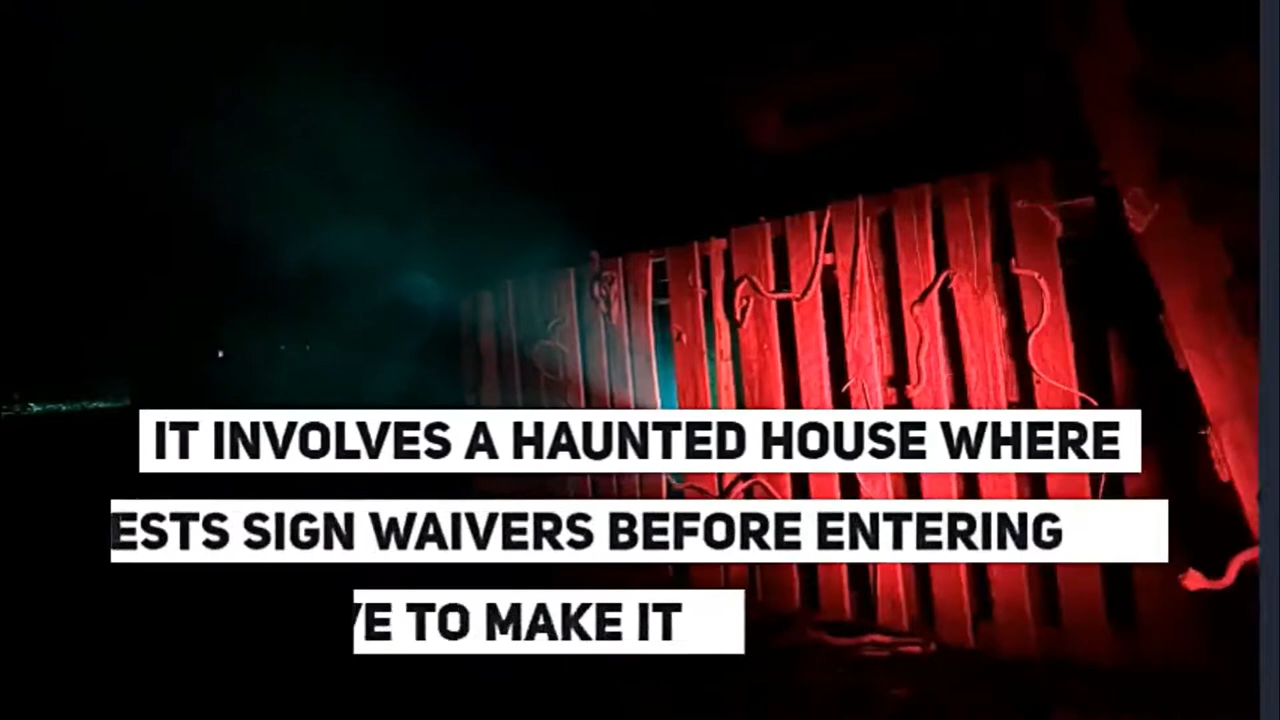 IT INVOLVES A HAUNTED HOUSE WHERE
ESTS SIGN WAIVERS BEFORE ENTERING
E TO MAKE IT